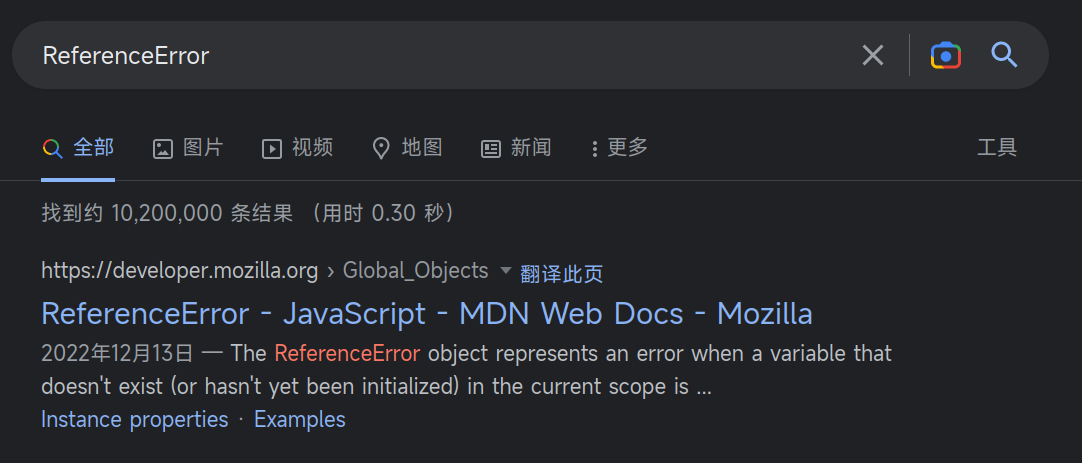 ReferenceError
全部 图片 视频 地图 新闻 更多 工具
找到约 10,200,000 条结果 （用时 0.30 秒）
https://developer.mozilla.org › Global_Objects 翻译此页
ReferenceError - JavaScript - MDN Web Docs - Mozilla
2022年12月13日 — The ReferenceError object represents an error when a variable that
doesn't exist (or hasn't yet been initialized) in the current scope is ...
Instance properties · Examples